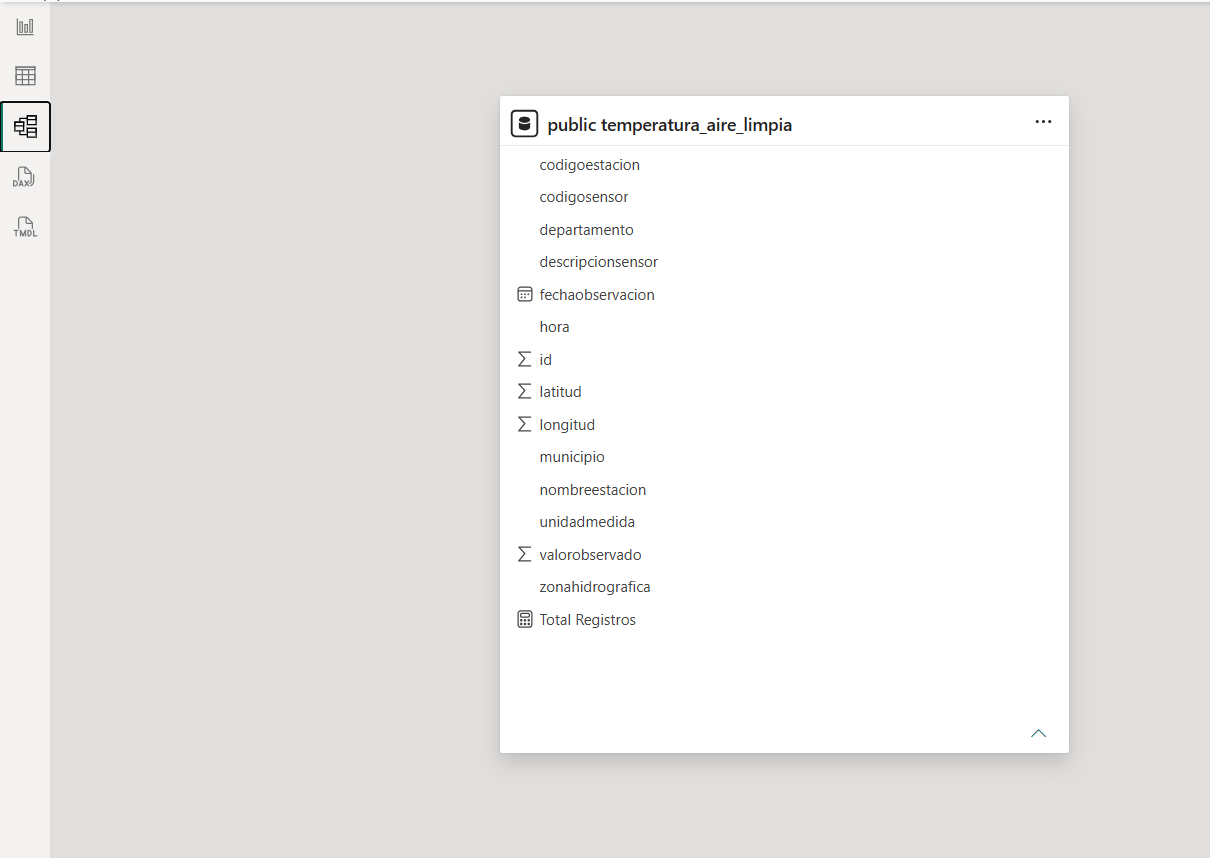 public temperatura_aire_limpia
codigoestacion
codigosensor
departamento
descripcionsensor
fechaobservacion
hora
id
latitud
longitud
municipio
nombreestacion
unidadmedida
valorobservado
zonahidrografica
Total Registros
DAX
TMDL